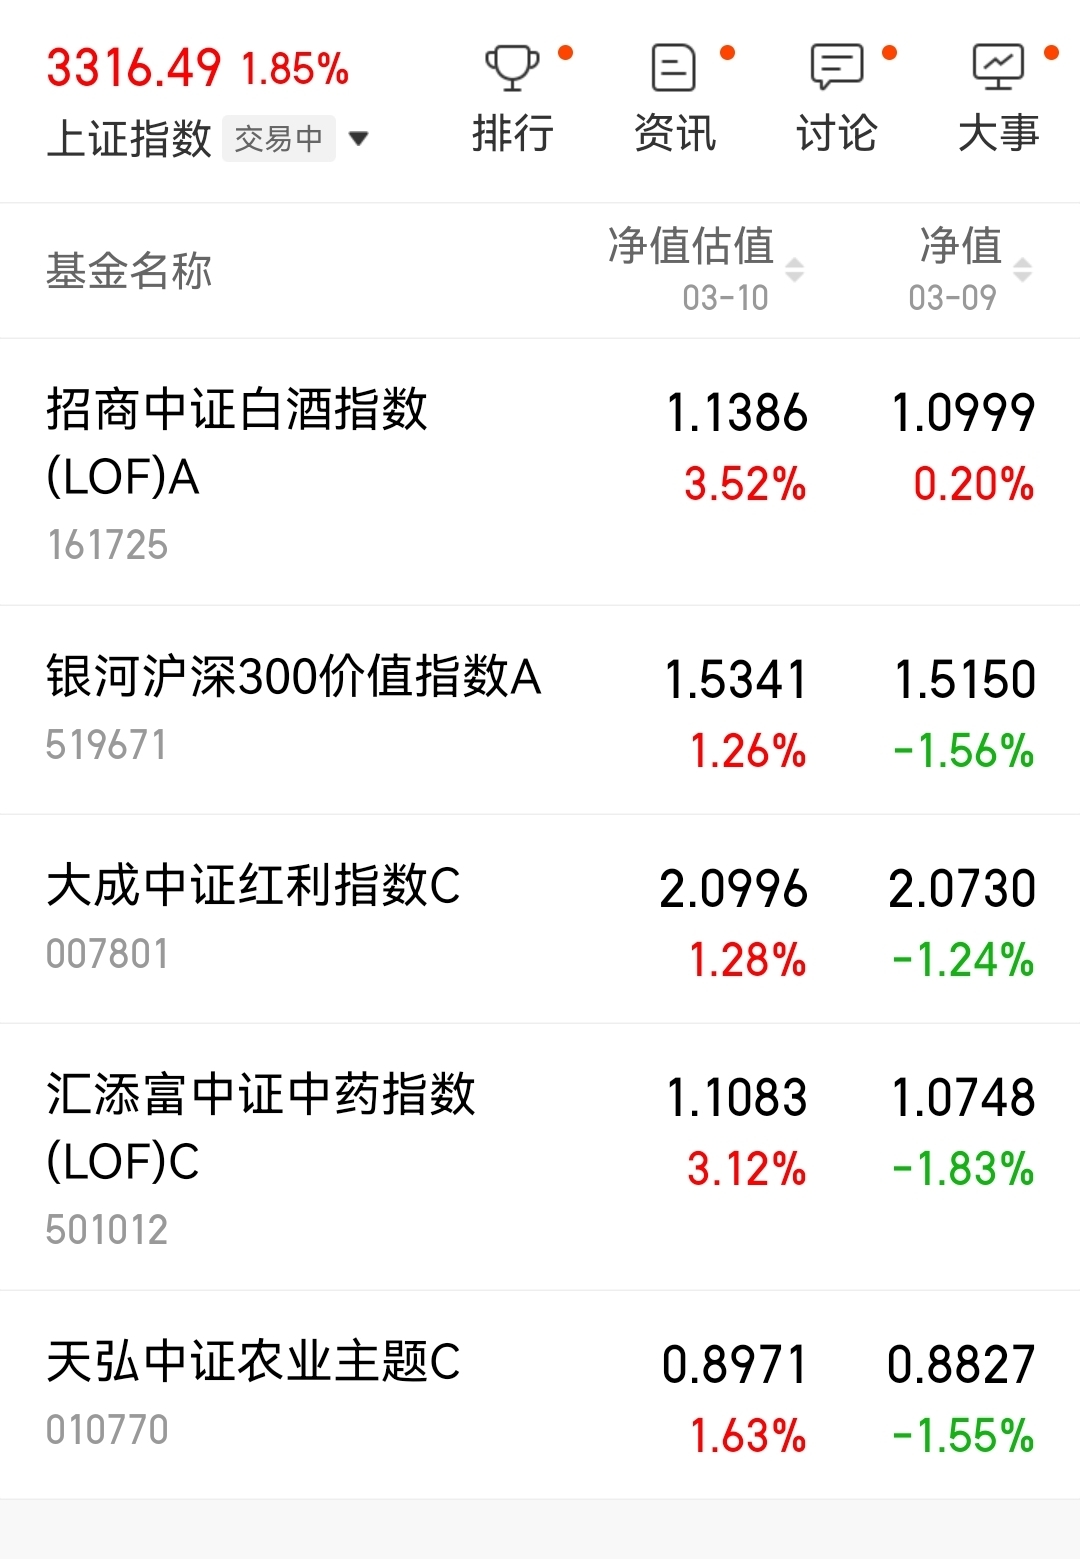 3316.49 1.85%
上证指数 交易中
排行 资讯 讨论 大事
基金名称 净值估值 净值
03-10 03-09
招商中证白酒指数 1.1386 1.0999
(LOF)A 3.52% 0.20%
161725
银河沪深300价值指数A 1.5341 1.5150
519671 1.26% -1.56%
大成中证红利指数C 2.0996 2.0730
007801 1.28% -1.24%
汇添富中证中药指数 1.1083 1.0748
(LOF)C 3.12% -1.83%
501012
天弘中证农业主题C 0.8971 0.8827
010770 1.63% -1.55%